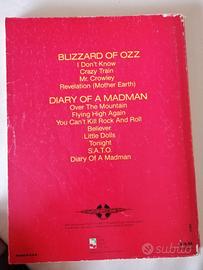 BLIZZARD OF OZZ
I Don't Know
Crazy Train
Mr. Crowley
Revelation (Mother Earth)
DIARY OF A MADMAN
Over The Mountain
Flying High Again
You Can't Kill Rock And Roll
Believer
Little Dolls
Tonight
S.A.T.O.
Diary Of A Madman
subito